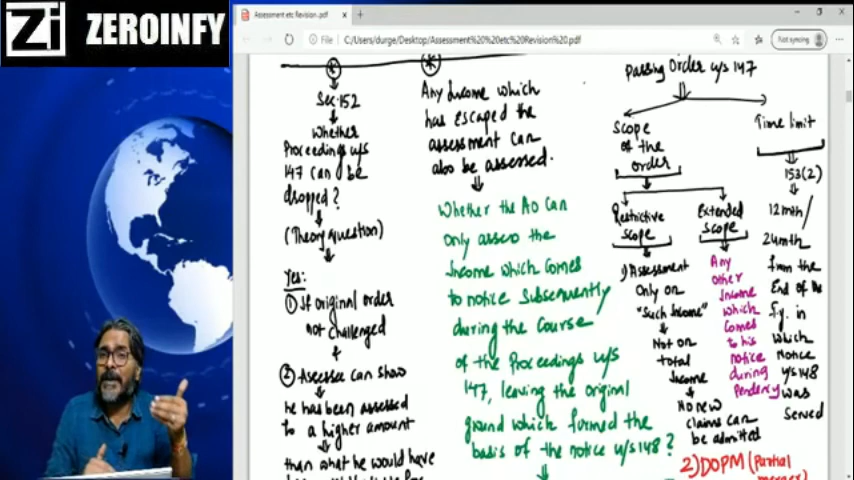 Zi ZEROINFY
Assessment etc Revision .pdf
File
C:/Users/durge/Desktop/Assessment%20%20etc%20Revision%20.pdf
Not syncing
Sec.152
Whether
Proceedings u/s
147 can be
dropped?
(Theory question)
Yes:
① If original order
not challenged
+
② Assessee can show
he has been assessed
to a higher amount
than what he would have
Any Income which
has escaped the
assessment can
also be assessed.
Whether the AO can
only assess the
Income which comes
to notice subsequently
during the course
of the Proceedings u/s
147, leaving the original
ground which formed the
basis of the notice u/s 148?
Passing Order u/s 147
Scope
of the
order
Restrictive
scope
1) Assessment
only on
"Such Income"
Not on
total
Income
No new
claims can
be admitted
2) DOPM (Partial
merger)
Extended
scope
Any
other
Income
which
comes
to his
notice
during
Pendency
Time limit
153(2)
12mth/
24mth
from the
End of the
f.y. in
which
Notice
u/s 148
was
served